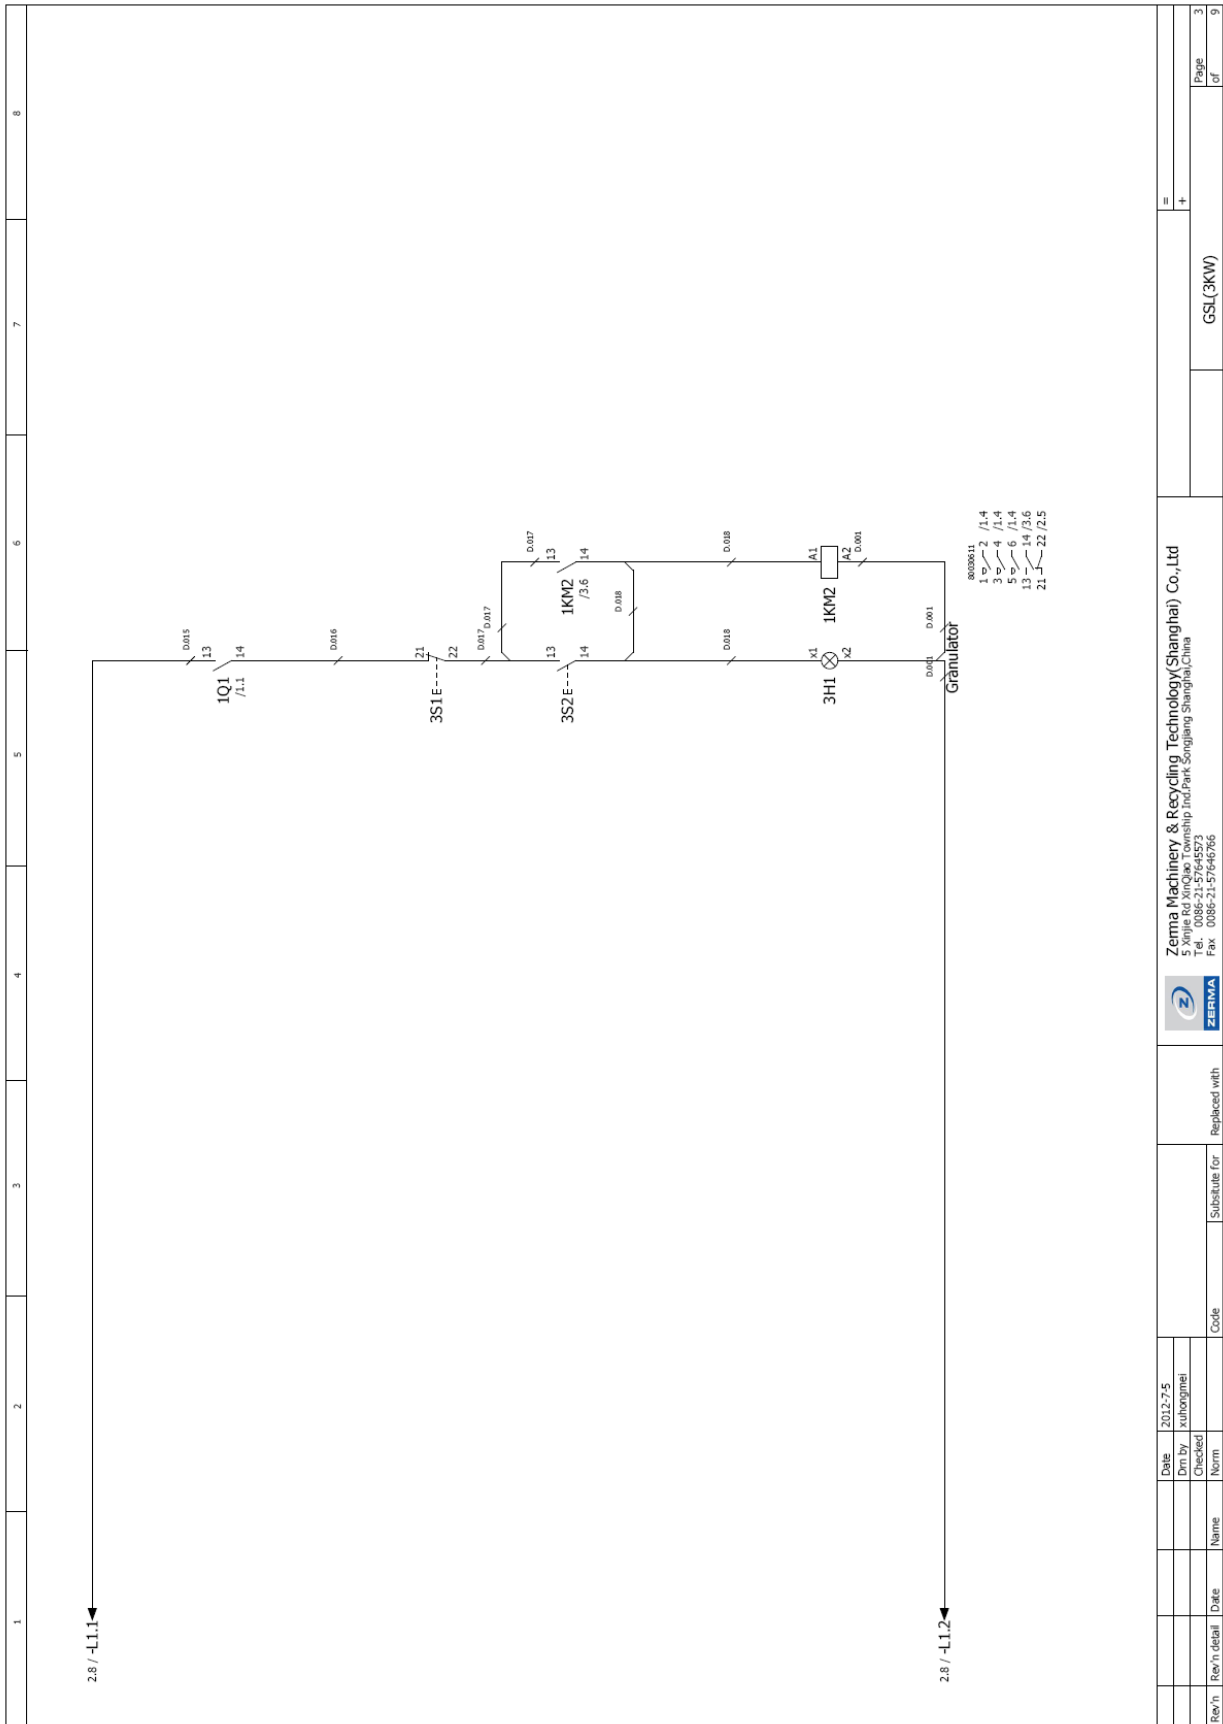 1
2
3
4
5
6
7
8
2.8 / -L1.1
D.015
13
14
1Q1
/1.1
D.016
21
22
3S1
D.017
D.017
D.017
13
14
3S2
13
14
1KM2
/3.6
D.018
D.018
D.018
x1
x2
3H1
A1
A2
1KM2
D.001
D.001
D.001
Granulator
2.8 / -L1.2
80030611
1 2 /1.4
3 4 /1.4
5 6 /1.4
13 14 /3.6
21 22 /2.5
Rev'n
Rev'n detail
Date
Name
Date
2012-7-5
Drn by
xuhongmei
Checked
Norm
Code
Subsitute for
Replaced with
Z
ZERMA
Zerma Machinery & Recycling Technology(Shanghai) Co.,Ltd
5 Xinjie Rd XinQiao Township Ind.Park Songjiang Shanghai,China
Tel. 0086-21-57645573
Fax 0086-21-57646766
GSL(3KW)
=
+
Page 3
of 9